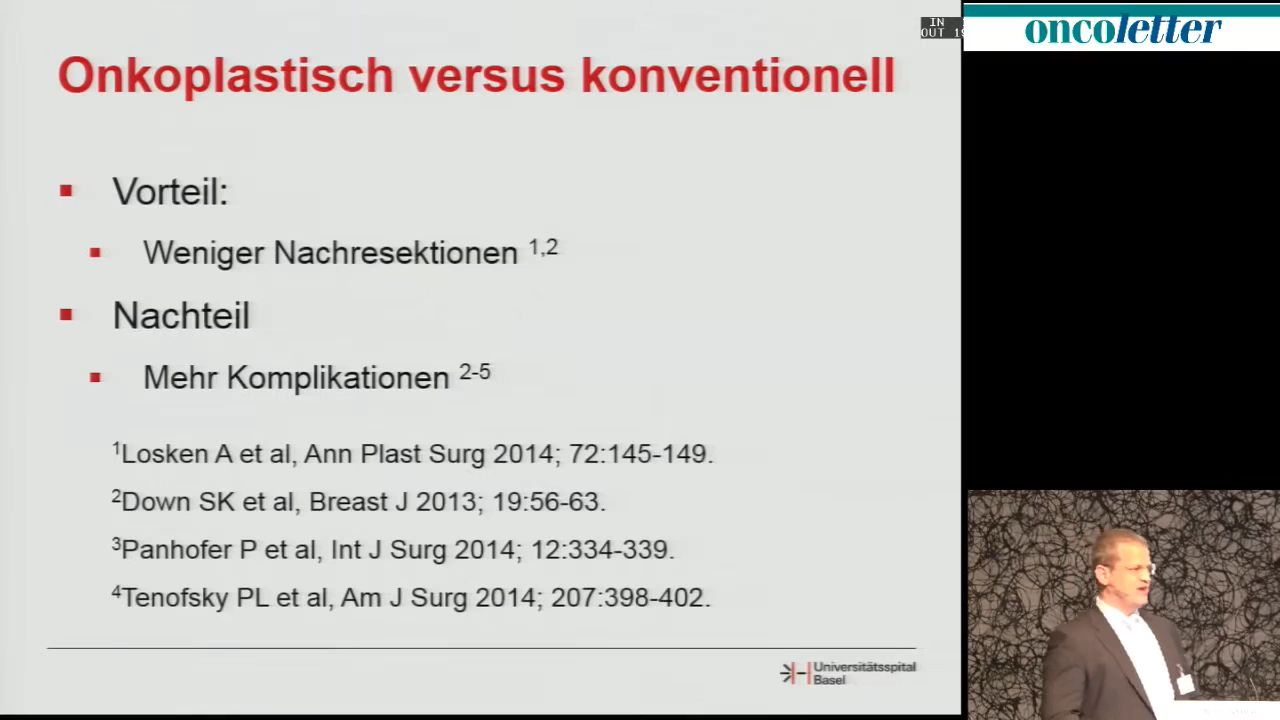 IN
OUT 19
oncoletter
Onkoplastisch versus konventionell
Vorteil:
Weniger Nachresektionen 1,2
Nachteil
Mehr Komplikationen 2-5
1Losken A et al, Ann Plast Surg 2014; 72:145-149.
2Down SK et al, Breast J 2013; 19:56-63.
3Panhofer P et al, Int J Surg 2014; 12:334-339.
4Tenofsky PL et al, Am J Surg 2014; 207:398-402.
Universitätsspital
Basel